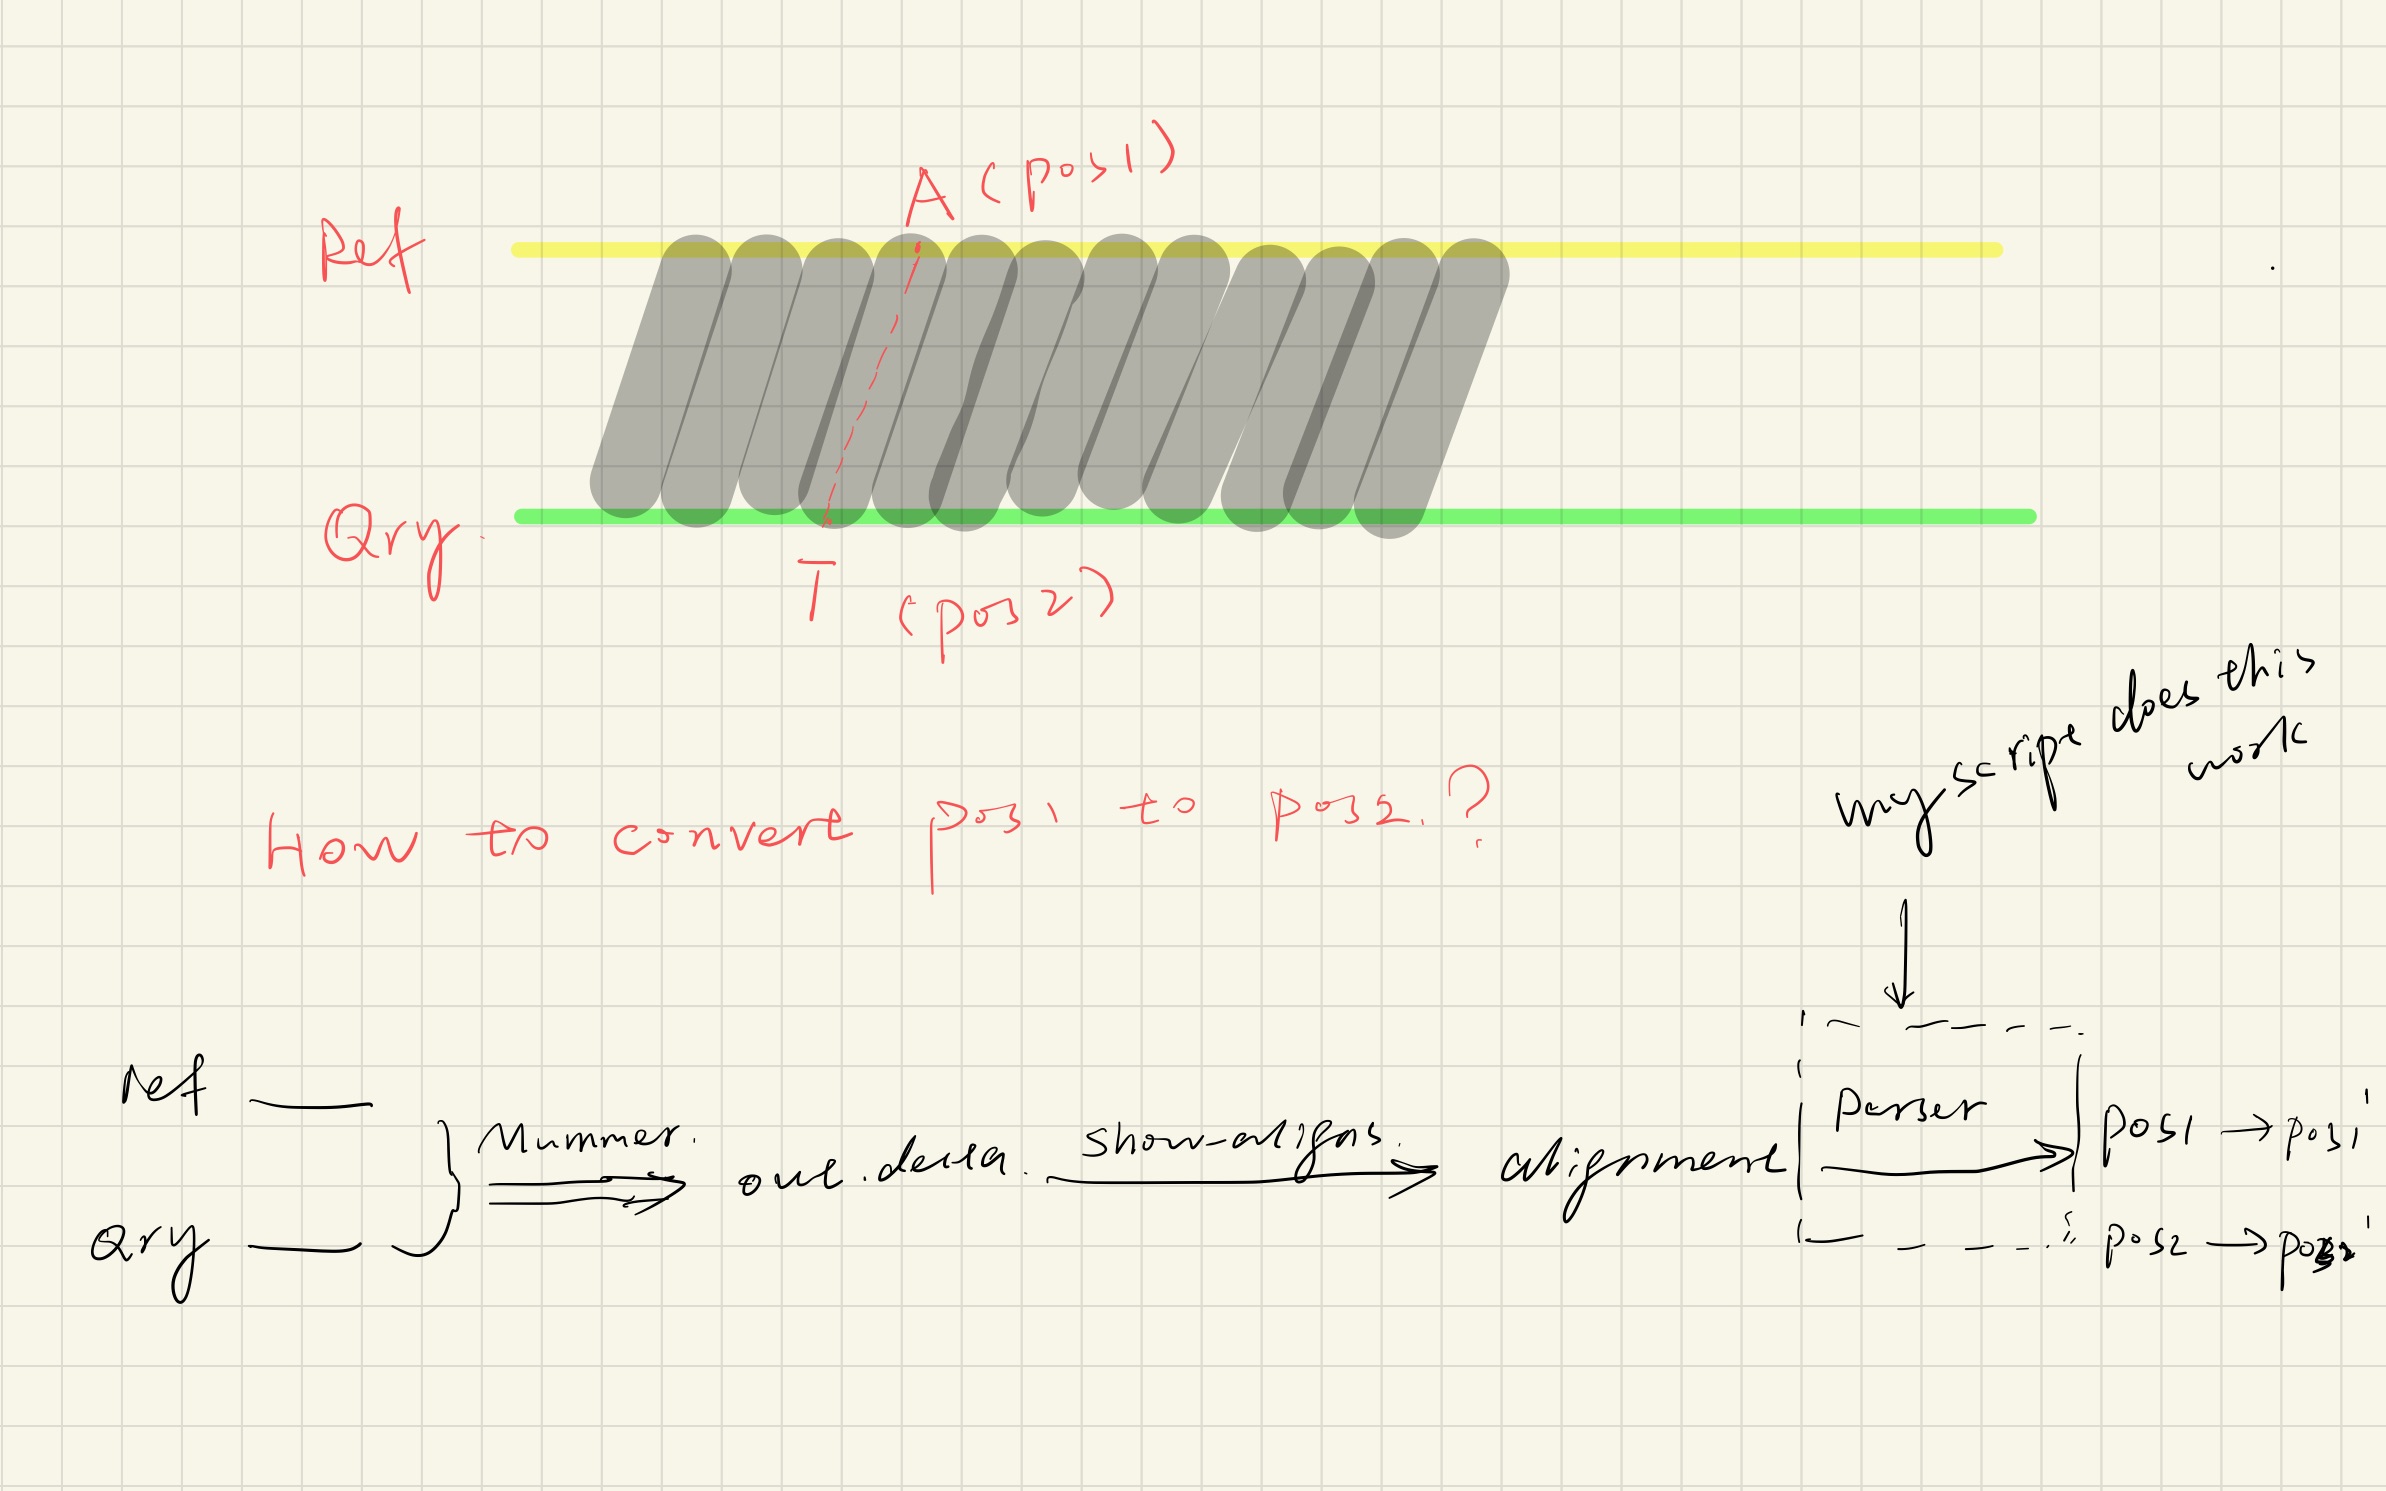 A (pos1)
Ref
Qry.
T (pos2)
my scripe does this
work
How to convert pos1 to pos2.?
Ref
Mummer.
out.delta.
show-aligns.
alignment
Parser
pos1 → pos1'
Qry
pos2 → pos2'